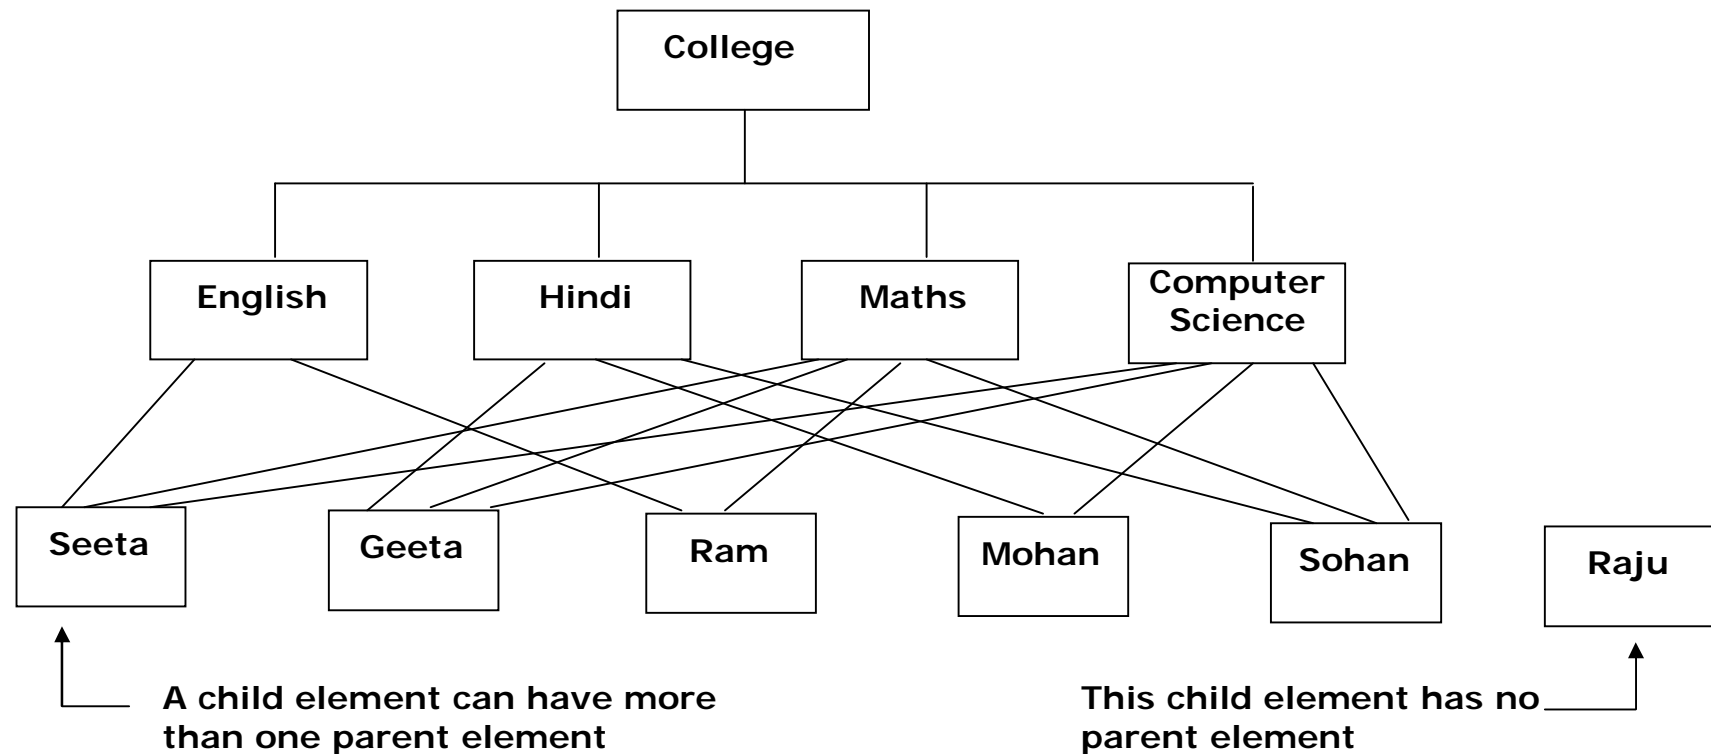 College
English
Hindi
Maths
Computer
Science
Seeta
Geeta
Ram
Mohan
Sohan
Raju
A child element can have more
than one parent element
This child element has no
parent element